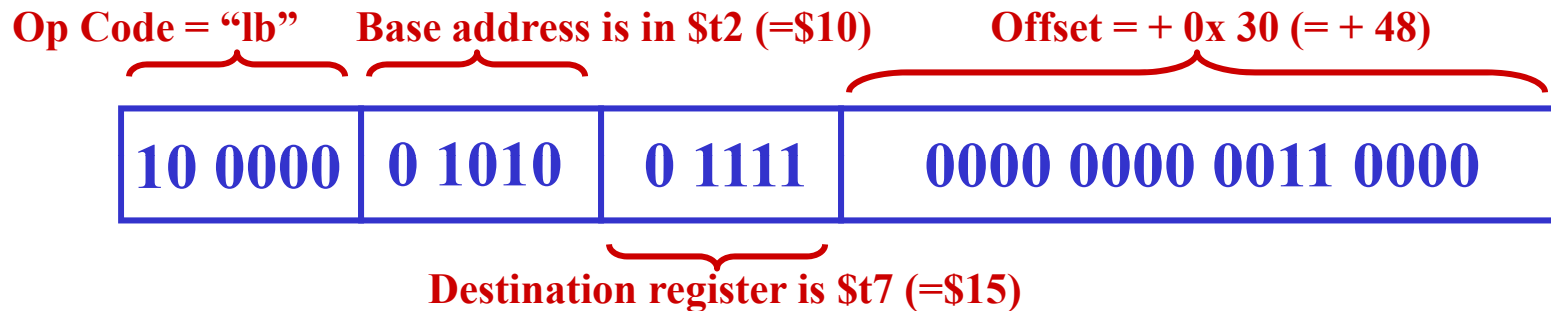 Op Code = “lb” Base address is in $t2 (=$10) Offset = + 0x 30 (= + 48)
10 0000 0 1010 0 1111 0000 0000 0011 0000
Destination register is $t7 (=$15)